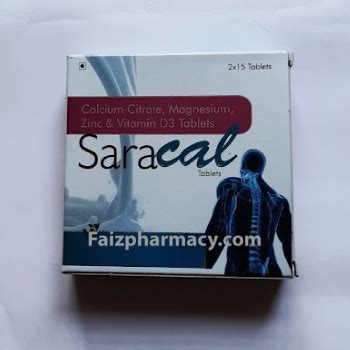 2x15 Tablets
Calcium Citrate, Magnesium,
Zinc & Vitamin D3 Tablets
Saracal
Tablets
Faizpharmacy.com